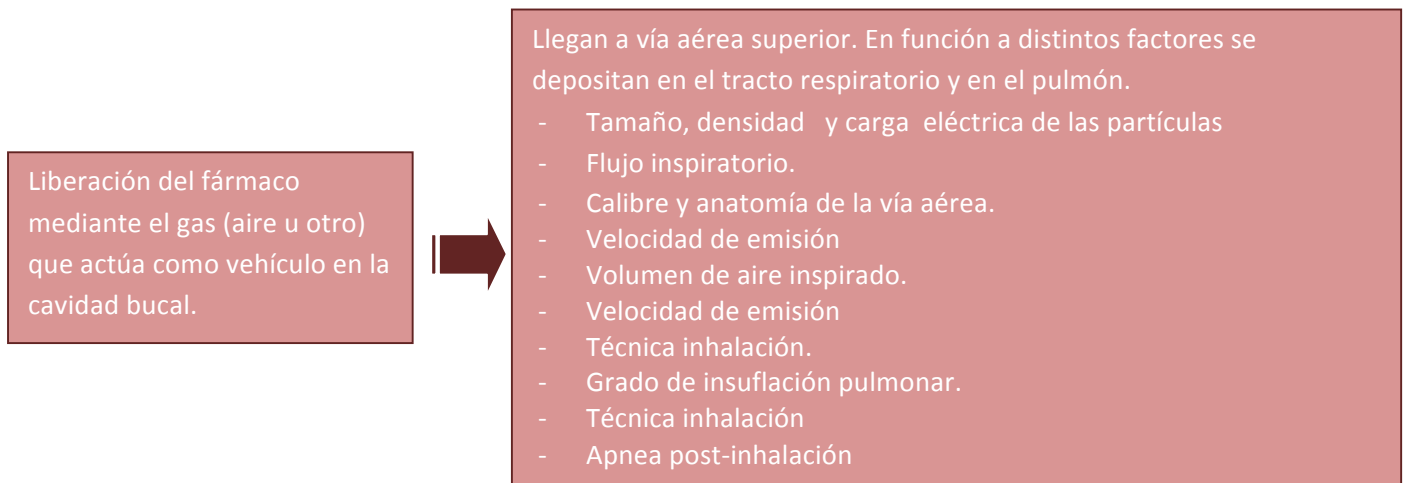 Liberación del fármaco
mediante el gas (aire u otro)
que actúa como vehículo en la
cavidad bucal.
Llegan a vía aérea superior. En función a distintos factores se
depositan en el tracto respiratorio y en el pulmón.
- Tamaño, densidad y carga eléctrica de las partículas
- Flujo inspiratorio.
- Calibre y anatomía de la vía aérea.
- Velocidad de emisión
- Volumen de aire inspirado.
- Velocidad de emisión
- Técnica inhalación.
- Grado de insuflación pulmonar.
- Técnica inhalación
- Apnea post-inhalación